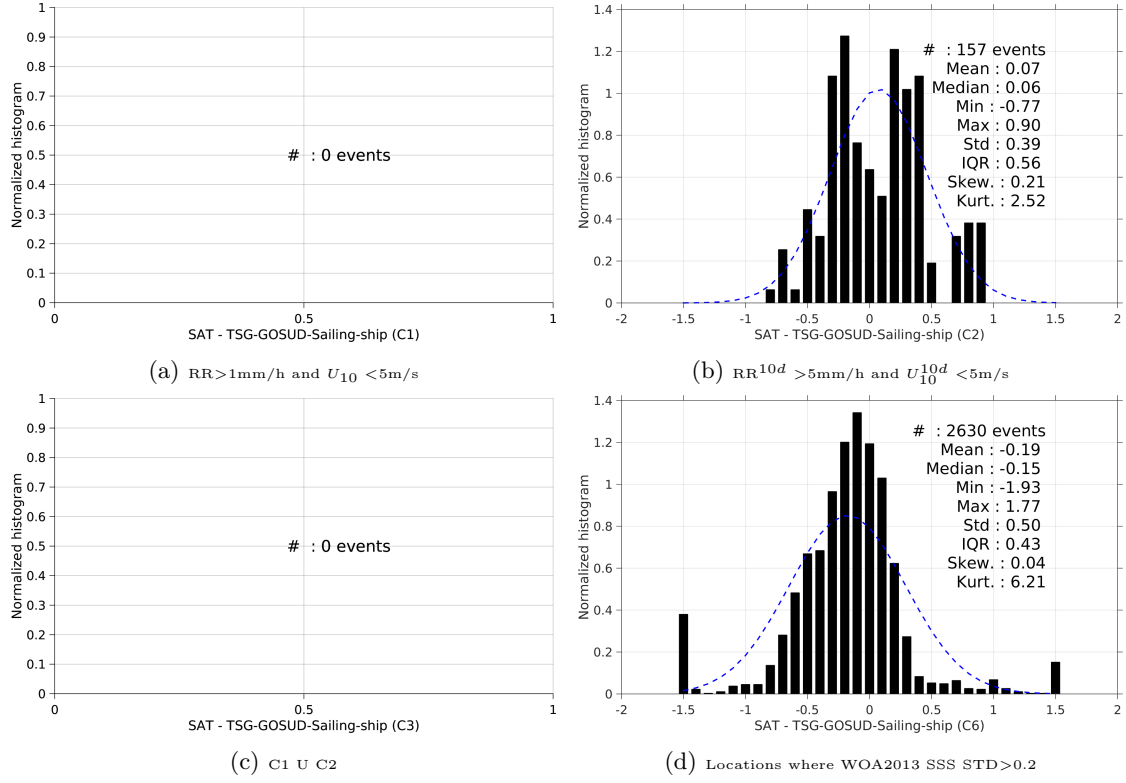 1
0.9
0.8
0.7
0.6
0.5
0.4
0.3
0.2
0.1
0
Normalized histogram
# : 0 events
0 0.5 1
SAT - TSG-GOSUD-Sailing-ship (C1)
(a) RR>1mm/h and U10 <5m/s
1.4
1.2
1
0.8
0.6
0.4
0.2
0
Normalized histogram
# : 157 events
Mean : 0.07
Median : 0.06
Min : -0.77
Max : 0.90
Std : 0.39
IQR : 0.56
Skew. : 0.21
Kurt. : 2.52
-2 -1.5 -1 -0.5 0 0.5 1 1.5 2
SAT - TSG-GOSUD-Sailing-ship (C2)
(b) RR10d >5mm/h and U10d10 <5m/s
1
0.9
0.8
0.7
0.6
0.5
0.4
0.3
0.2
0.1
0
Normalized histogram
# : 0 events
0 0.5 1
SAT - TSG-GOSUD-Sailing-ship (C3)
(c) C1 U C2
1.4
1.2
1
0.8
0.6
0.4
0.2
0
Normalized histogram
# : 2630 events
Mean : -0.19
Median : -0.15
Min : -1.93
Max : 1.77
Std : 0.50
IQR : 0.43
Skew. : 0.04
Kurt. : 6.21
-2 -1.5 -1 -0.5 0 0.5 1 1.5 2
SAT - TSG-GOSUD-Sailing-ship (C6)
(d) Locations where WOA2013 SSS STD>0.2